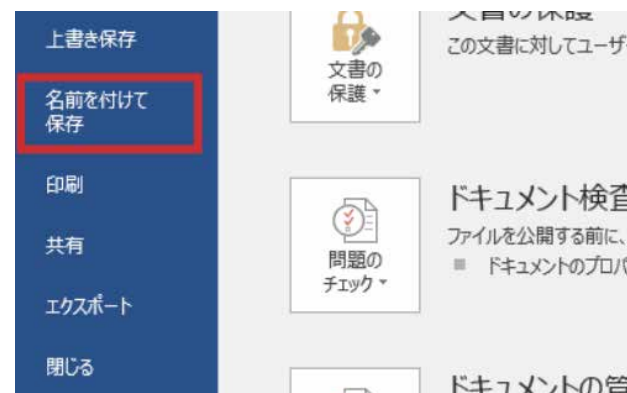 上書き保存
名前を付けて
保存
印刷
共有
エクスポート
閉じる
文書の保護
この文書に対してユーザ
文書の
保護
ドキュメント検査
ファイルを公開する前に、
ドキュメントのプロパ
問題の
チェック
ドキュメントの管